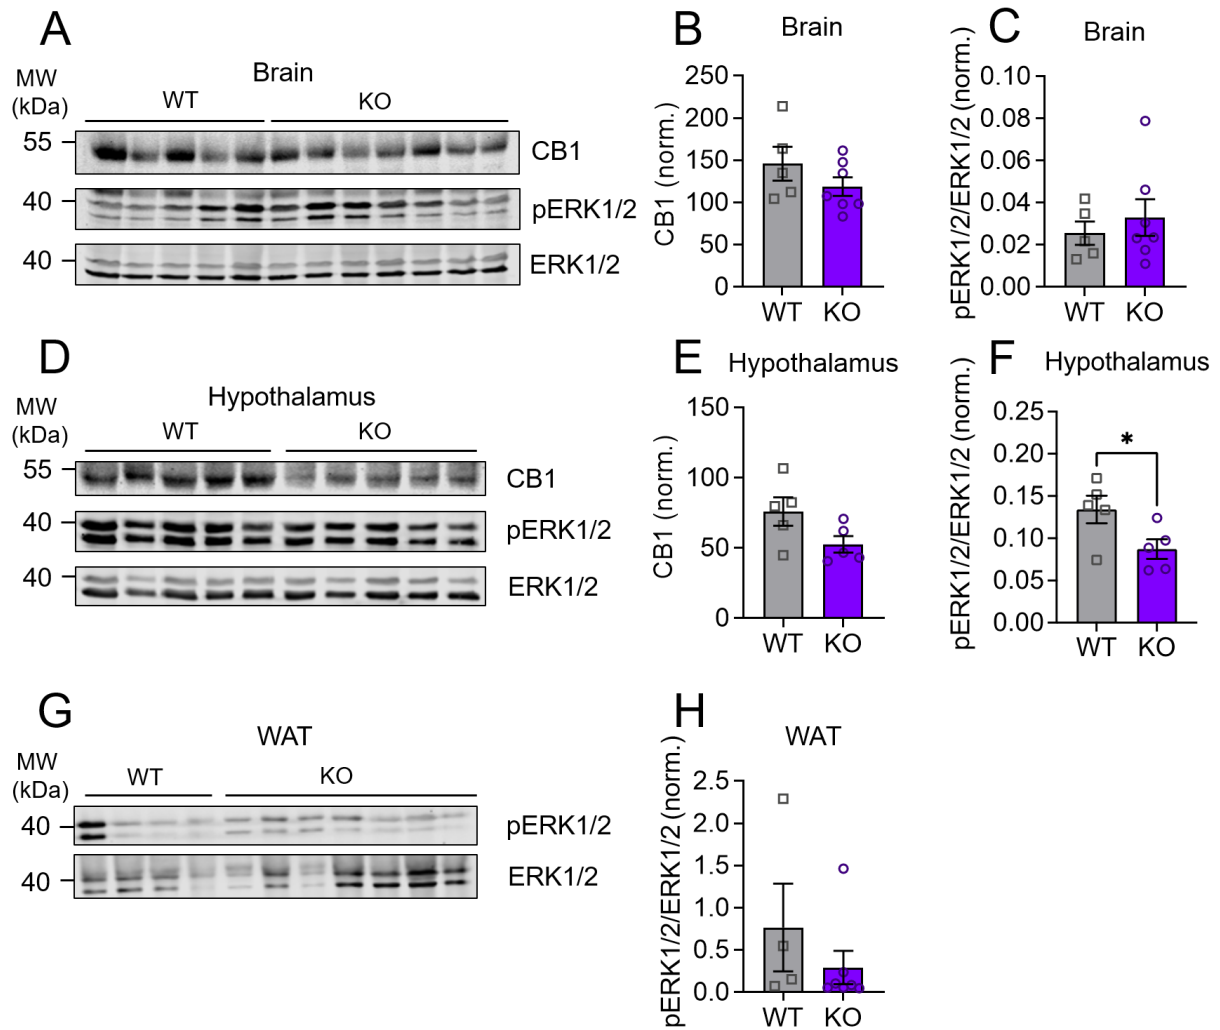 A
Brain
MW
(kDa)
WT
KO
55
CB1
40
pERK1/2
40
ERK1/2
B
Brain
CB1 (norm.)
250
200
150
100
50
0
WT
KO
C
Brain
pERK1/2/ERK1/2 (norm.)
0.10
0.08
0.06
0.04
0.02
0.00
WT
KO
D
Hypothalamus
MW
(kDa)
WT
KO
55
CB1
40
pERK1/2
40
ERK1/2
E
Hypothalamus
CB1 (norm.)
150
100
50
0
WT
KO
F
Hypothalamus
pERK1/2/ERK1/2 (norm.)
0.25
0.20
0.15
0.10
0.05
0.00
*
WT
KO
G
WAT
MW
(kDa)
WT
KO
40
pERK1/2
40
ERK1/2
H
WAT
pERK1/2/ERK1/2 (norm.)
2.5
2.0
1.5
1.0
0.5
0.0
WT
KO